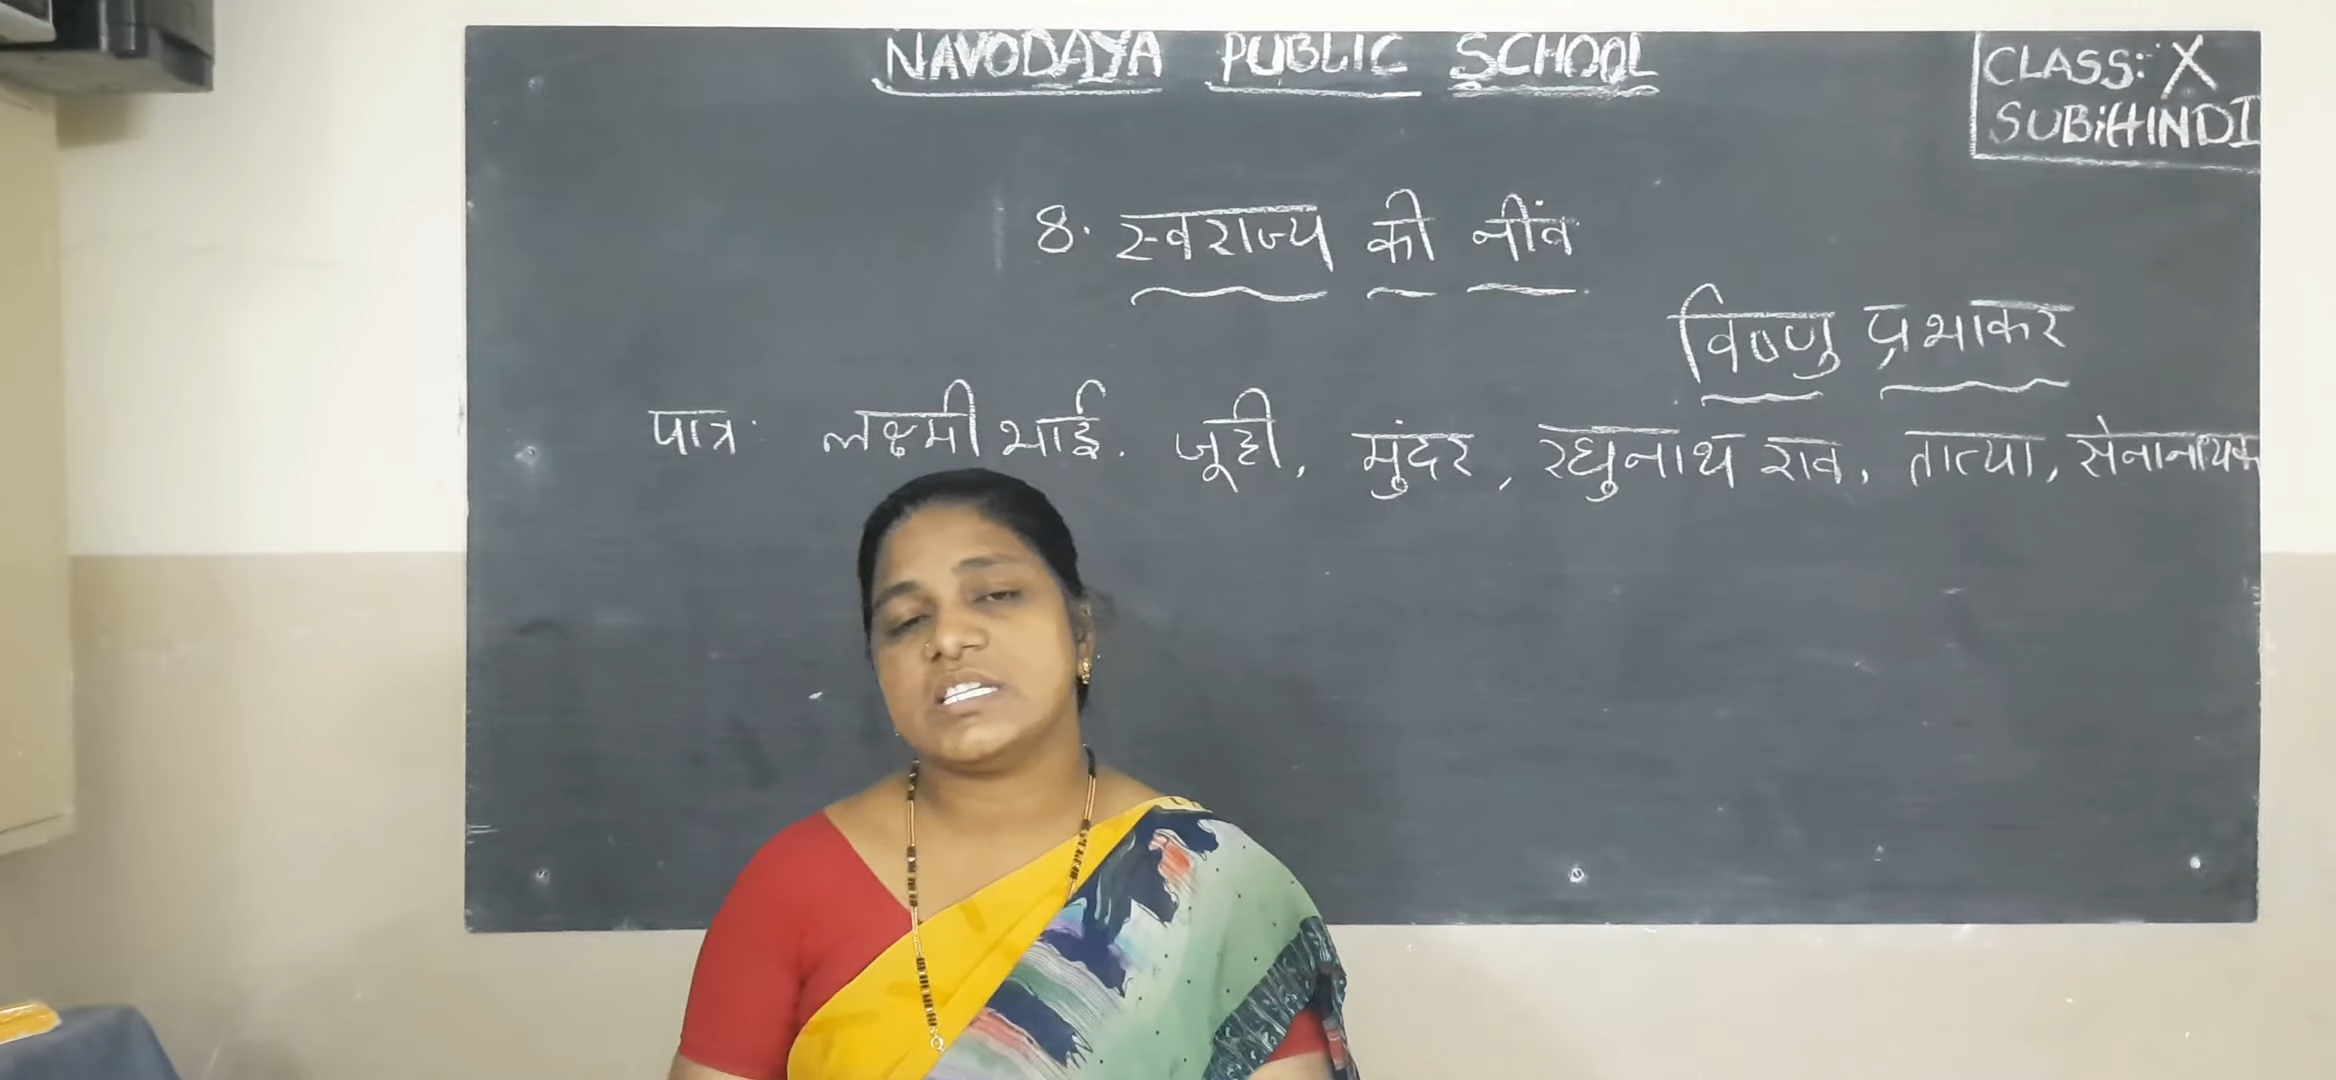 NAVODAYA PUBLIC SCHOOL
CLASS: X
SUB: HINDI
8. स्वराज्य की नींव
विष्णु प्रभाकर
पात्र: लक्ष्मी भाई. जूही, मुंदर, रघुनाथ राव, तात्या, सेनानायक